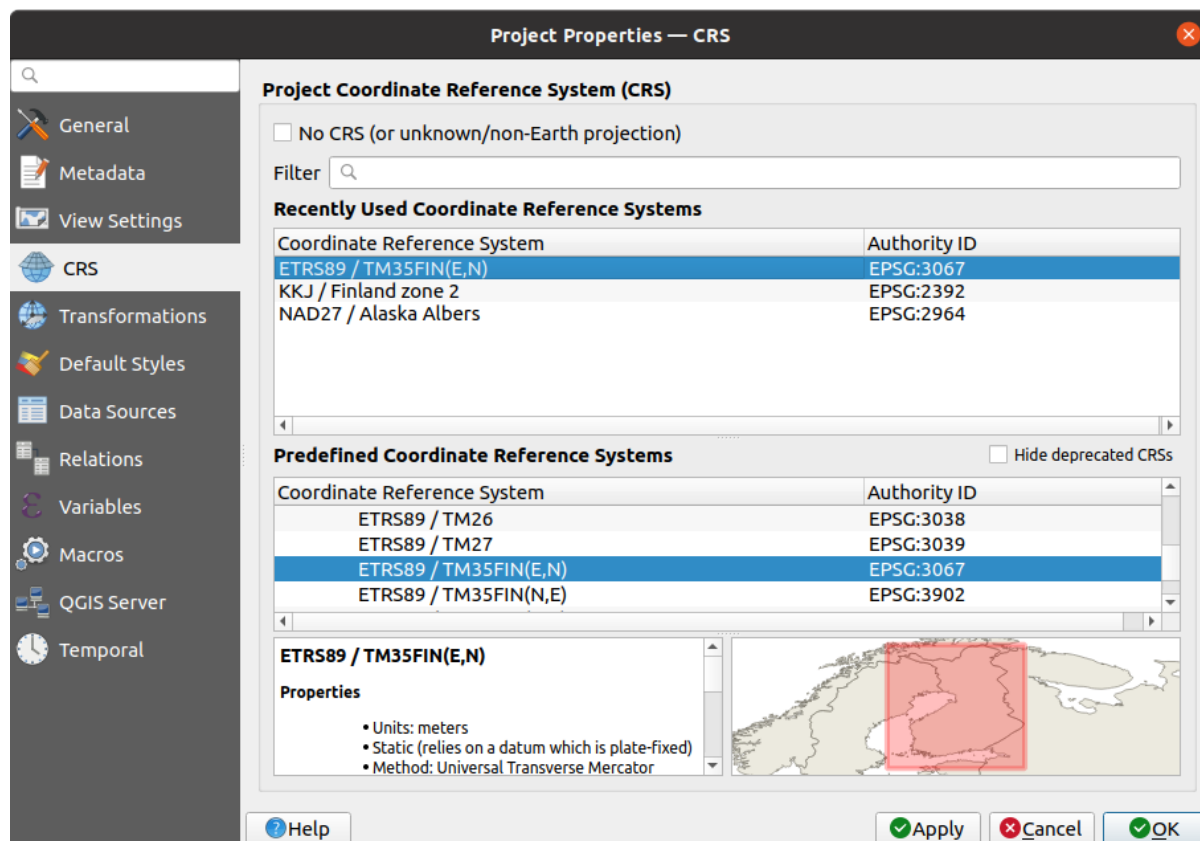 Project Properties — CRS
General
Metadata
View Settings
CRS
Transformations
Default Styles
Data Sources
Relations
Variables
Macros
QGIS Server
Temporal
Project Coordinate Reference System (CRS)
No CRS (or unknown/non-Earth projection)
Filter
Recently Used Coordinate Reference Systems
Coordinate Reference System Authority ID
ETRS89 / TM35FIN(E,N) EPSG:3067
KKJ / Finland zone 2 EPSG:2392
NAD27 / Alaska Albers EPSG:2964
Predefined Coordinate Reference Systems Hide deprecated CRSs
Coordinate Reference System Authority ID
ETRS89 / TM26 EPSG:3038
ETRS89 / TM27 EPSG:3039
ETRS89 / TM35FIN(E,N) EPSG:3067
ETRS89 / TM35FIN(N,E) EPSG:3902
ETRS89 / TM35FIN(E,N)
Properties
• Units: meters
• Static (relies on a datum which is plate-fixed)
• Method: Universal Transverse Mercator
Help Apply Cancel OK